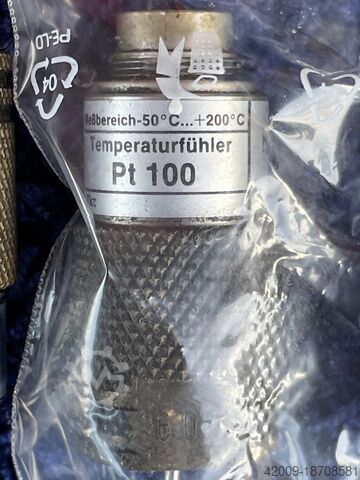 PE-LD
04
Meßbereich-50°C...+200°C
Temperaturfühler
Pt 100
42009-18708581